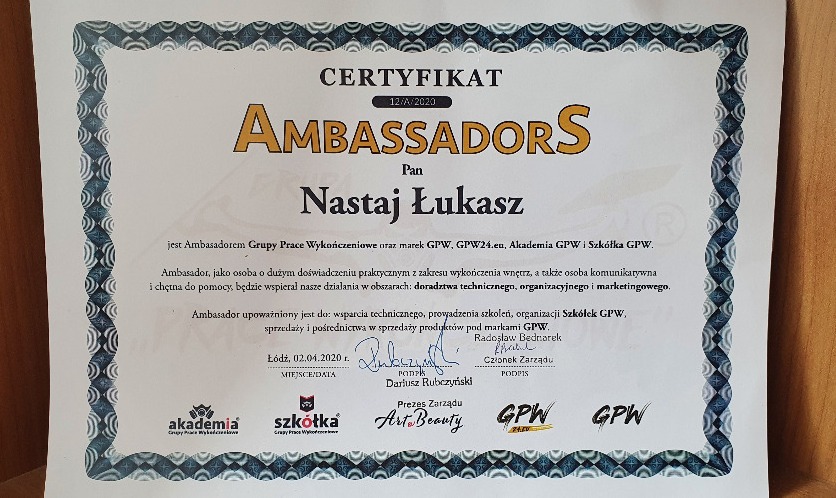 CERTYFIKAT
12/A/2020
AMBASSADORS
Pan
Nastaj Łukasz
jest Ambasadorem Grupy Prace Wykończeniowe oraz marek GPW, GPW24.eu, Akademia GPW i Szkółka GPW.
Ambasador, jako osoba o dużym doświadczeniu praktycznym z zakresu wykończenia wnętrz, a także osoba komunikatywna
i chętna do pomocy, będzie wspierał nasze działania w obszarach: doradztwa technicznego, organizacyjnego i marketingowego.
Ambasador upoważniony jest do: wsparcia technicznego, prowadzenia szkoleń, organizacji Szkółek GPW,
sprzedaży i pośrednictwa w sprzedaży produktów pod markami GPW.
Radosław Bednarek
Łódź, 02.04.2020 r.
Członek Zarządu
MIEJSCE/DATA
PODPIS
PODPIS
Dariusz Rubczyński
Prezes Zarządu
akademia®
Grupy Prace Wykończeniowe
szkółka®
Grupy Prace Wykończeniowe
Art & Beauty
GPW
24.EU
GPW